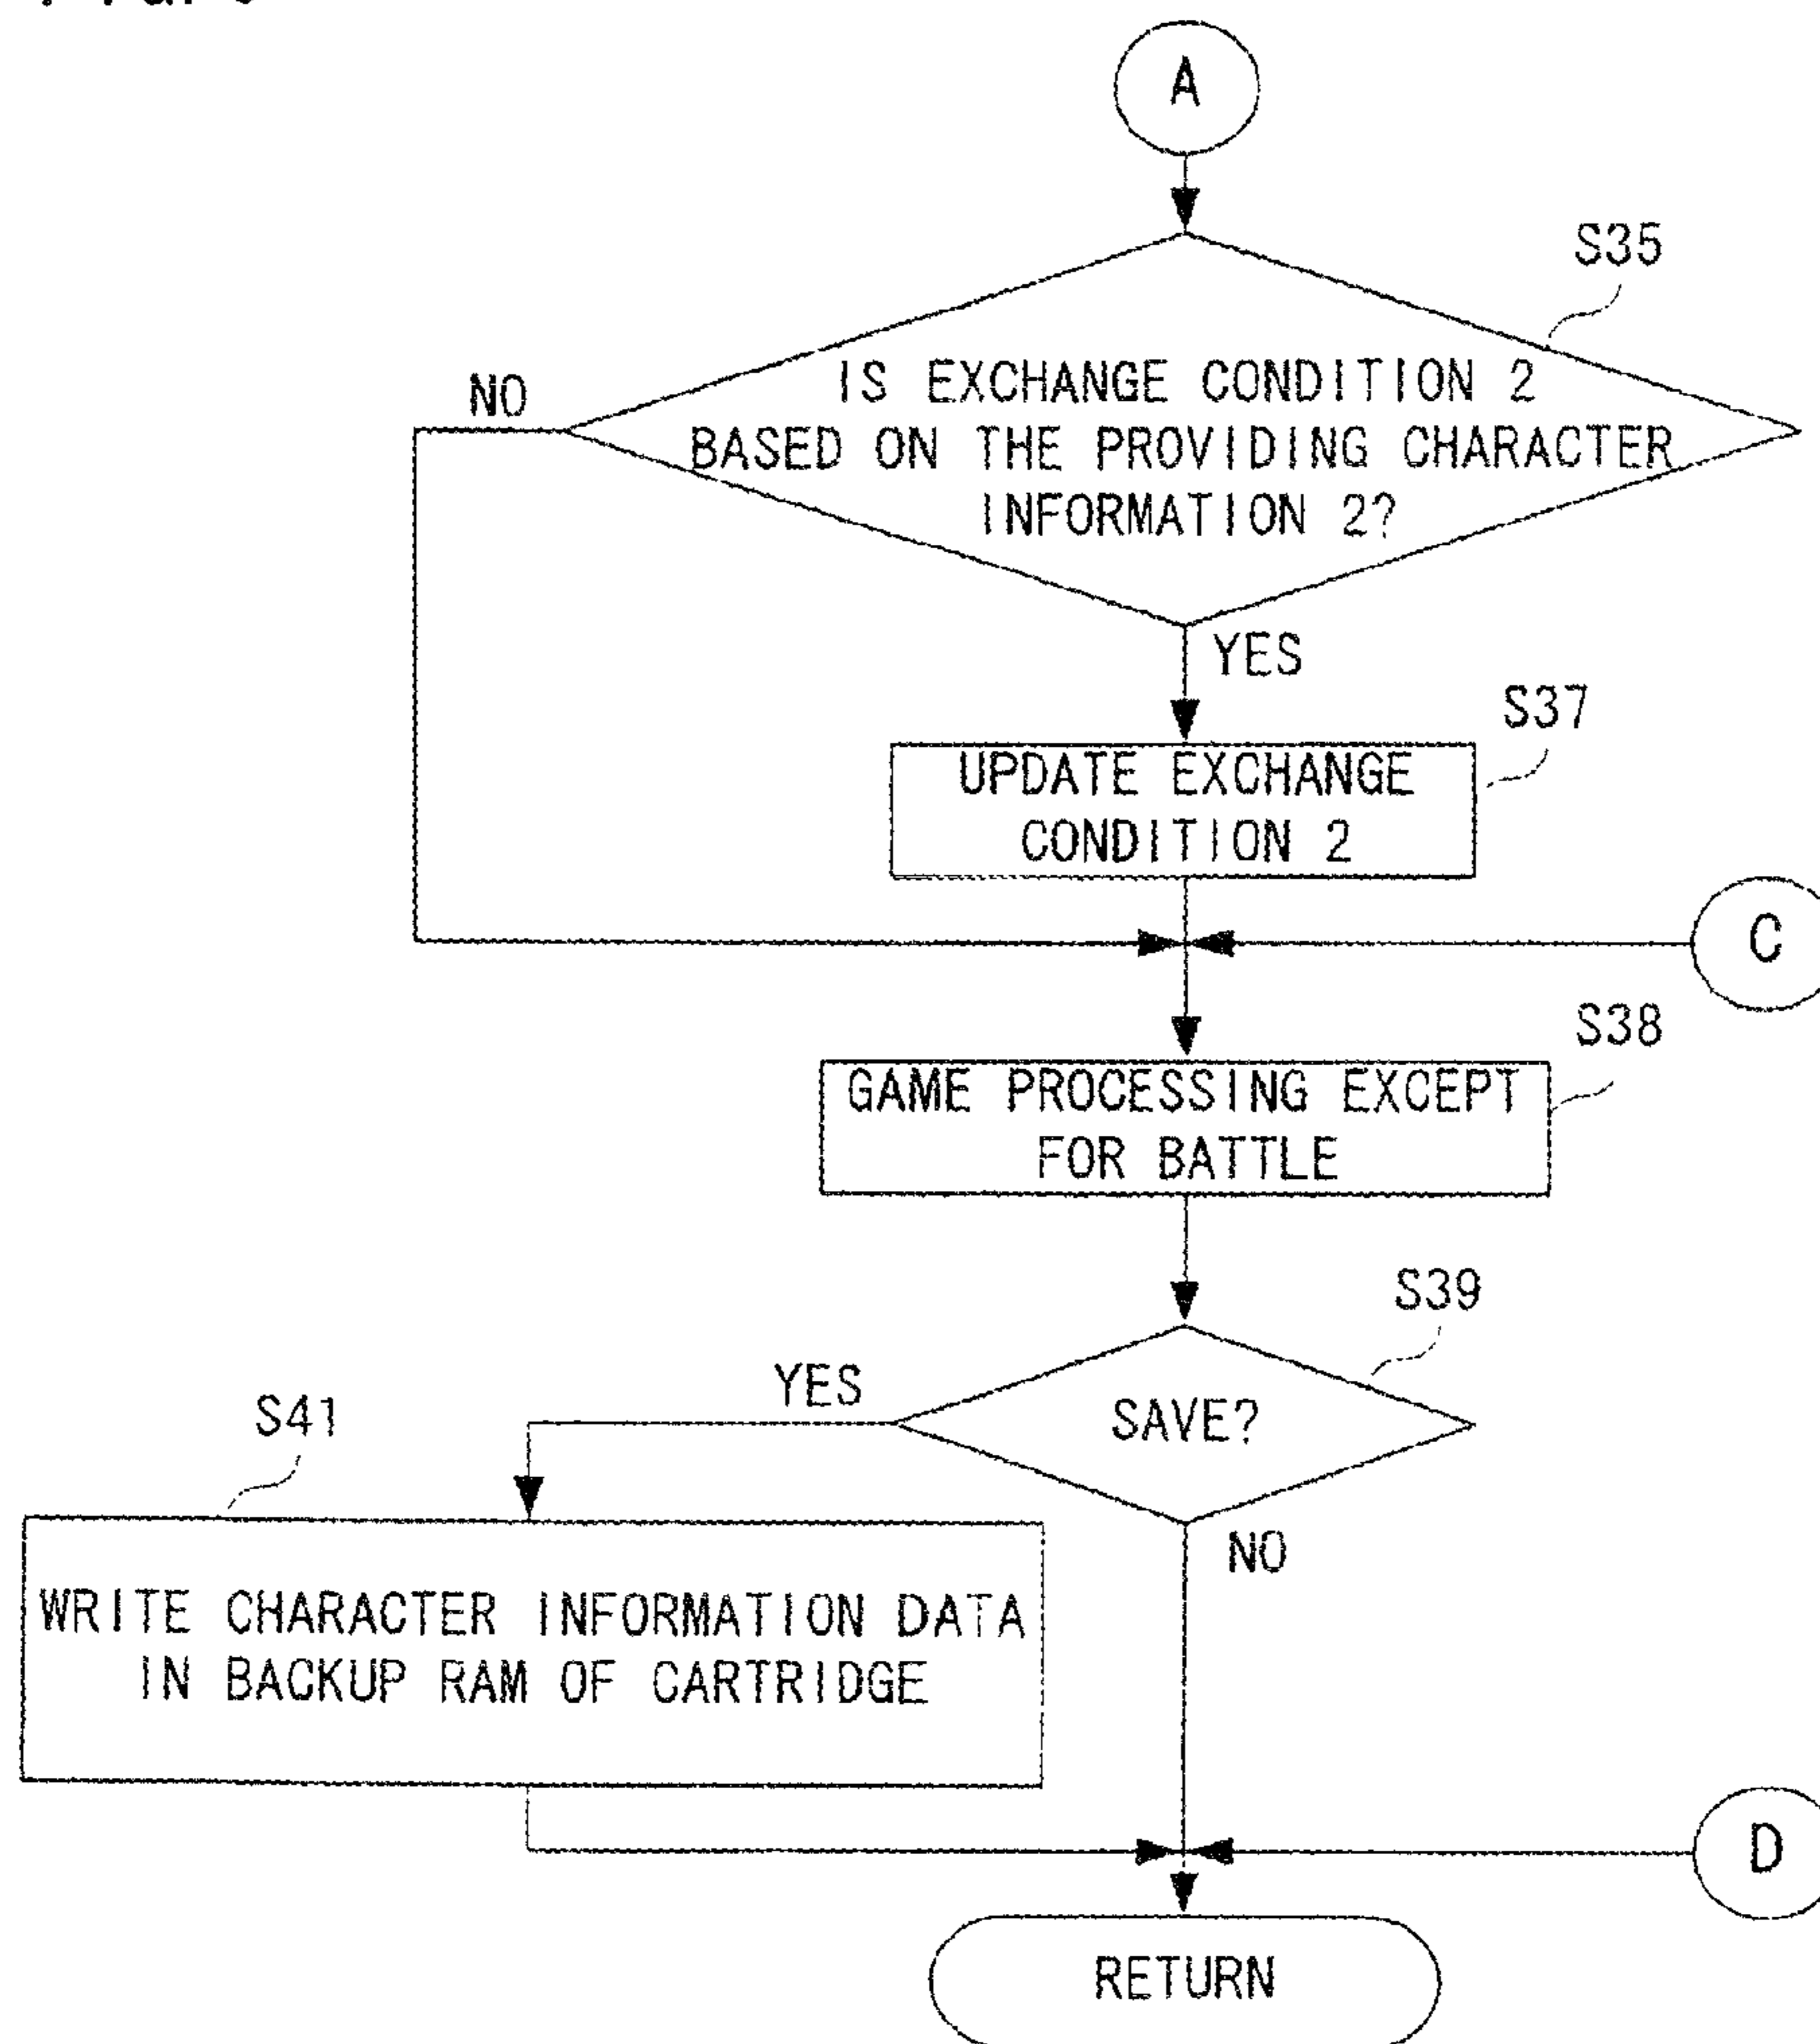 A
S35
NO
IS EXCHANGE CONDITION 2
BASED ON THE PROVIDING CHARACTER
INFORMATION 2?
YES
S37
UPDATE EXCHANGE
CONDITION 2
C
S38
GAME PROCESSING EXCEPT
FOR BATTLE
S39
YES
SAVE?
S41
NO
WRITE CHARACTER INFORMATION DATA
IN BACKUP RAM OF CARTRIDGE
D
RETURN